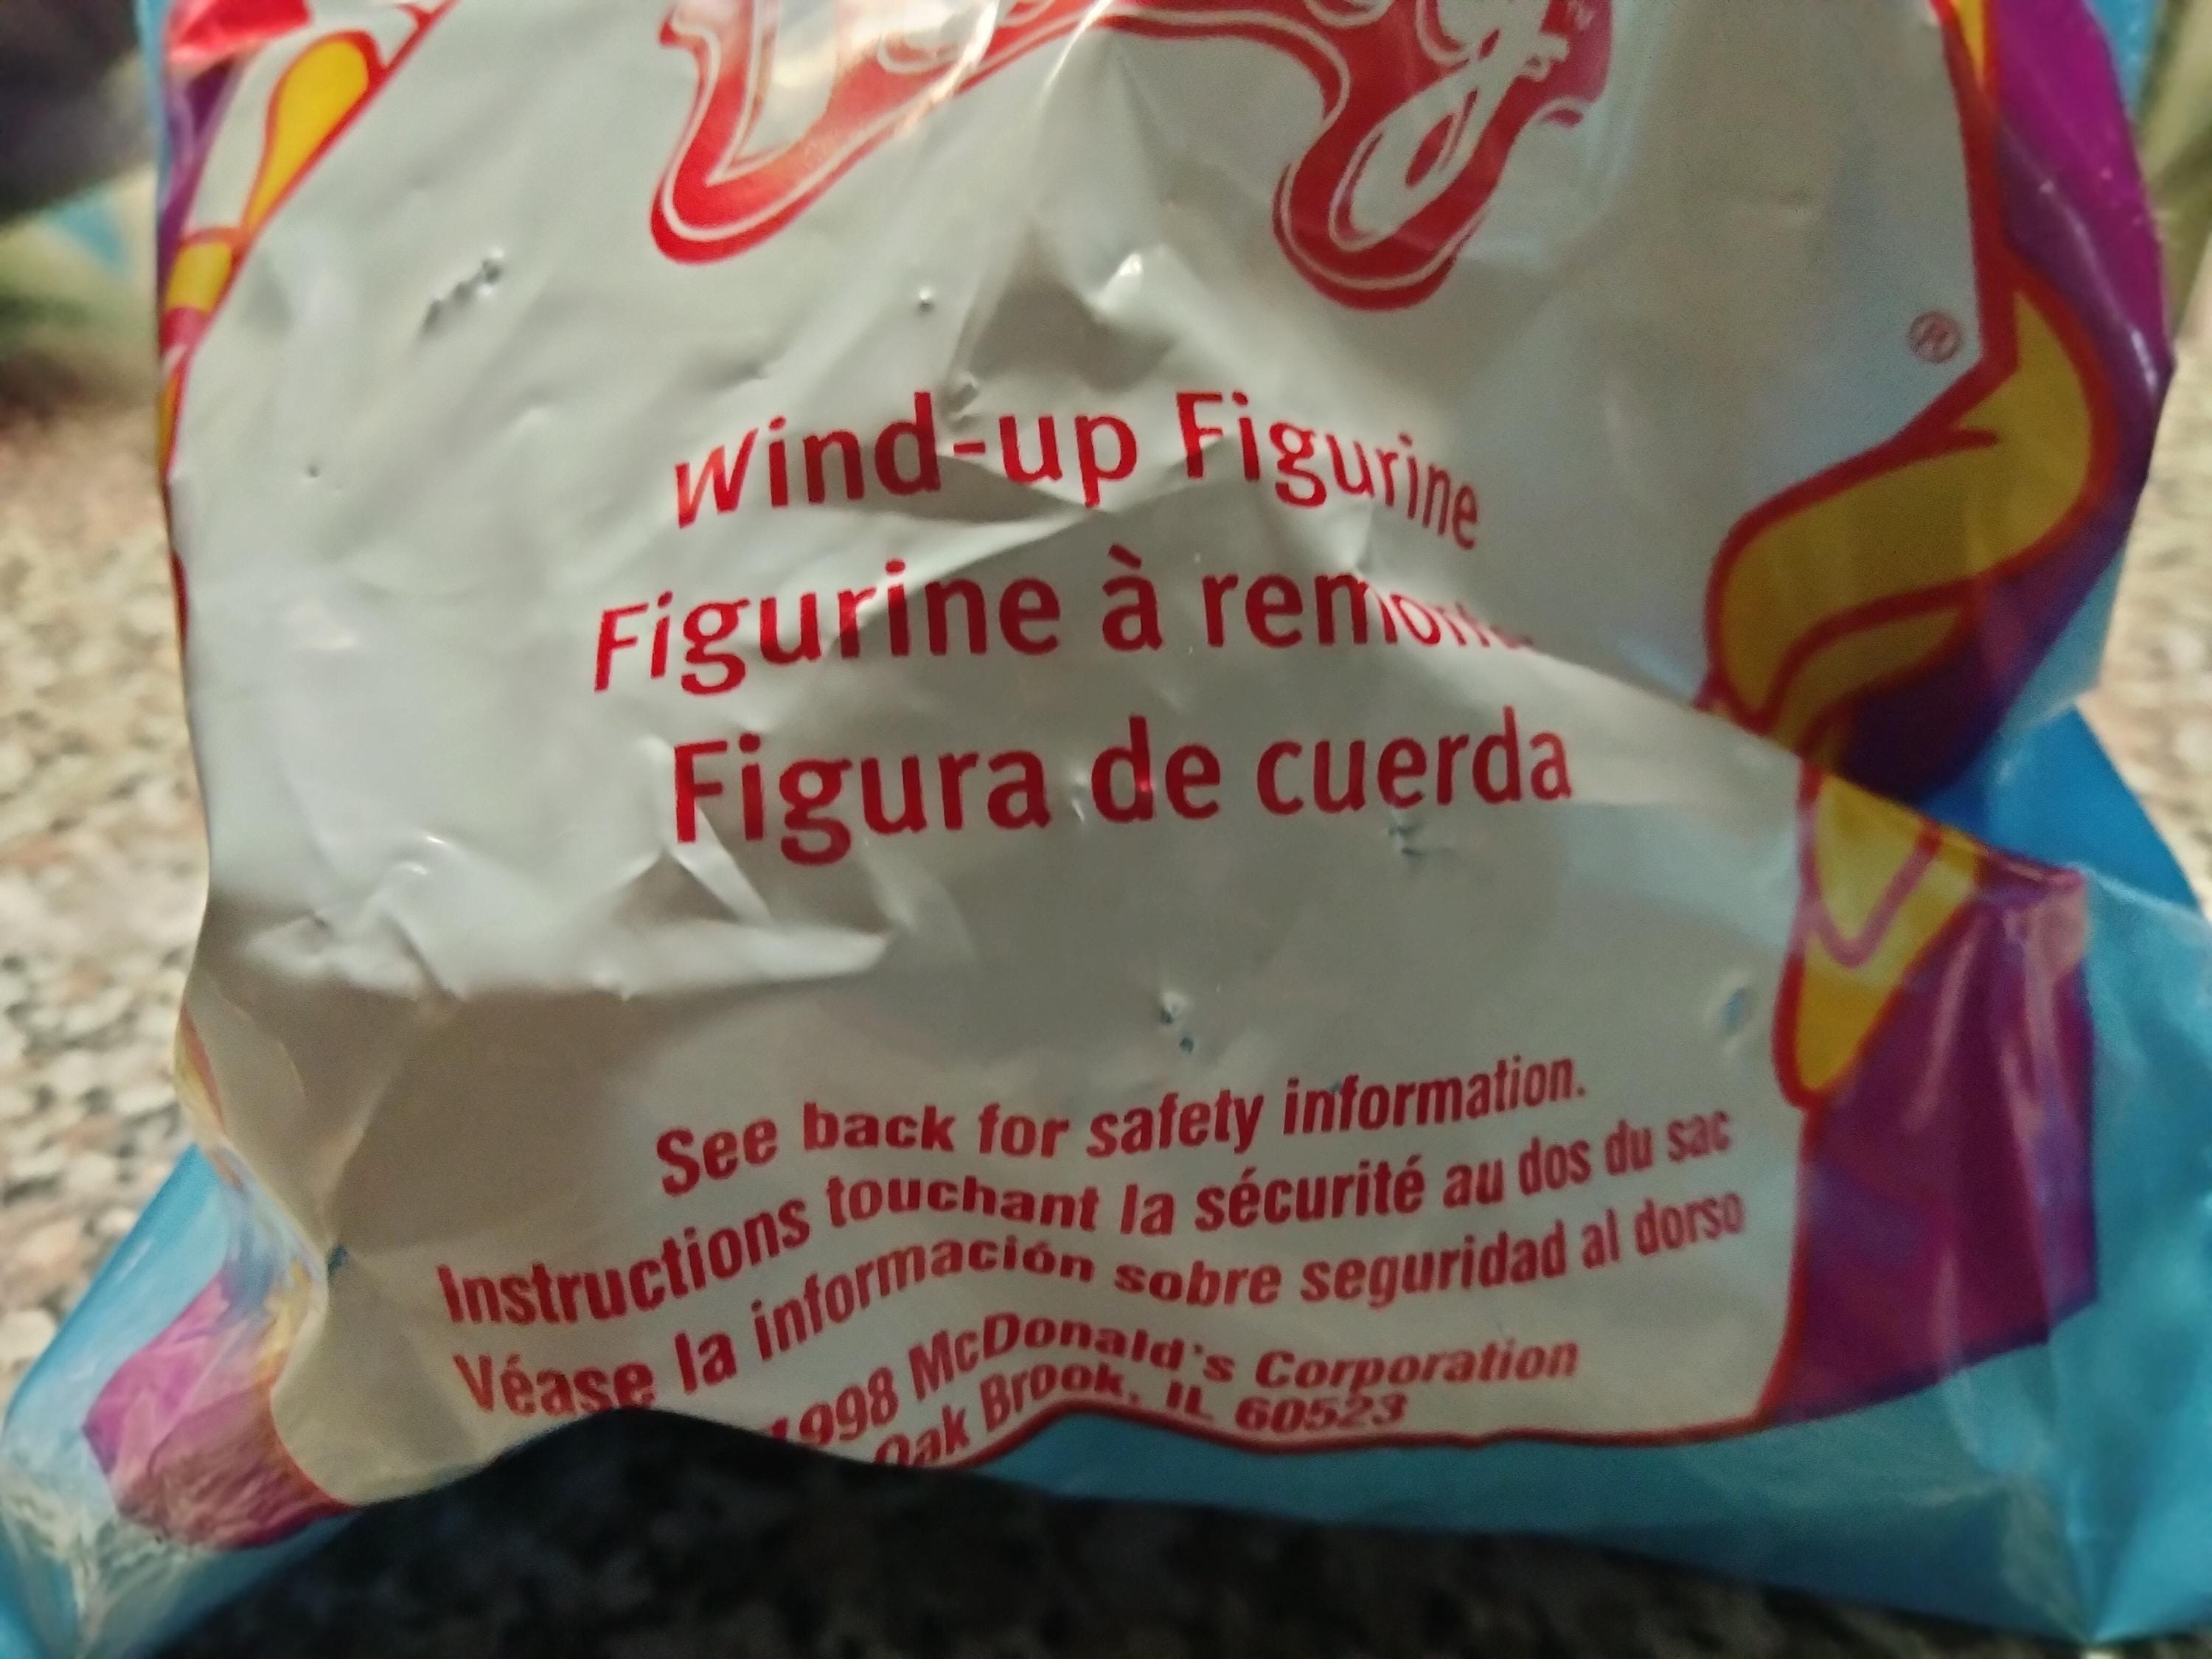 TM
®
Wind-up Figurine
Figurine à
Figura de cuerda
See back for safety information.
Instructions touchant la sécurité au dos du sac
Véase la información sobre seguridad al dorso
1998 McDonald's Corporation
Oak Brook, IL 60523